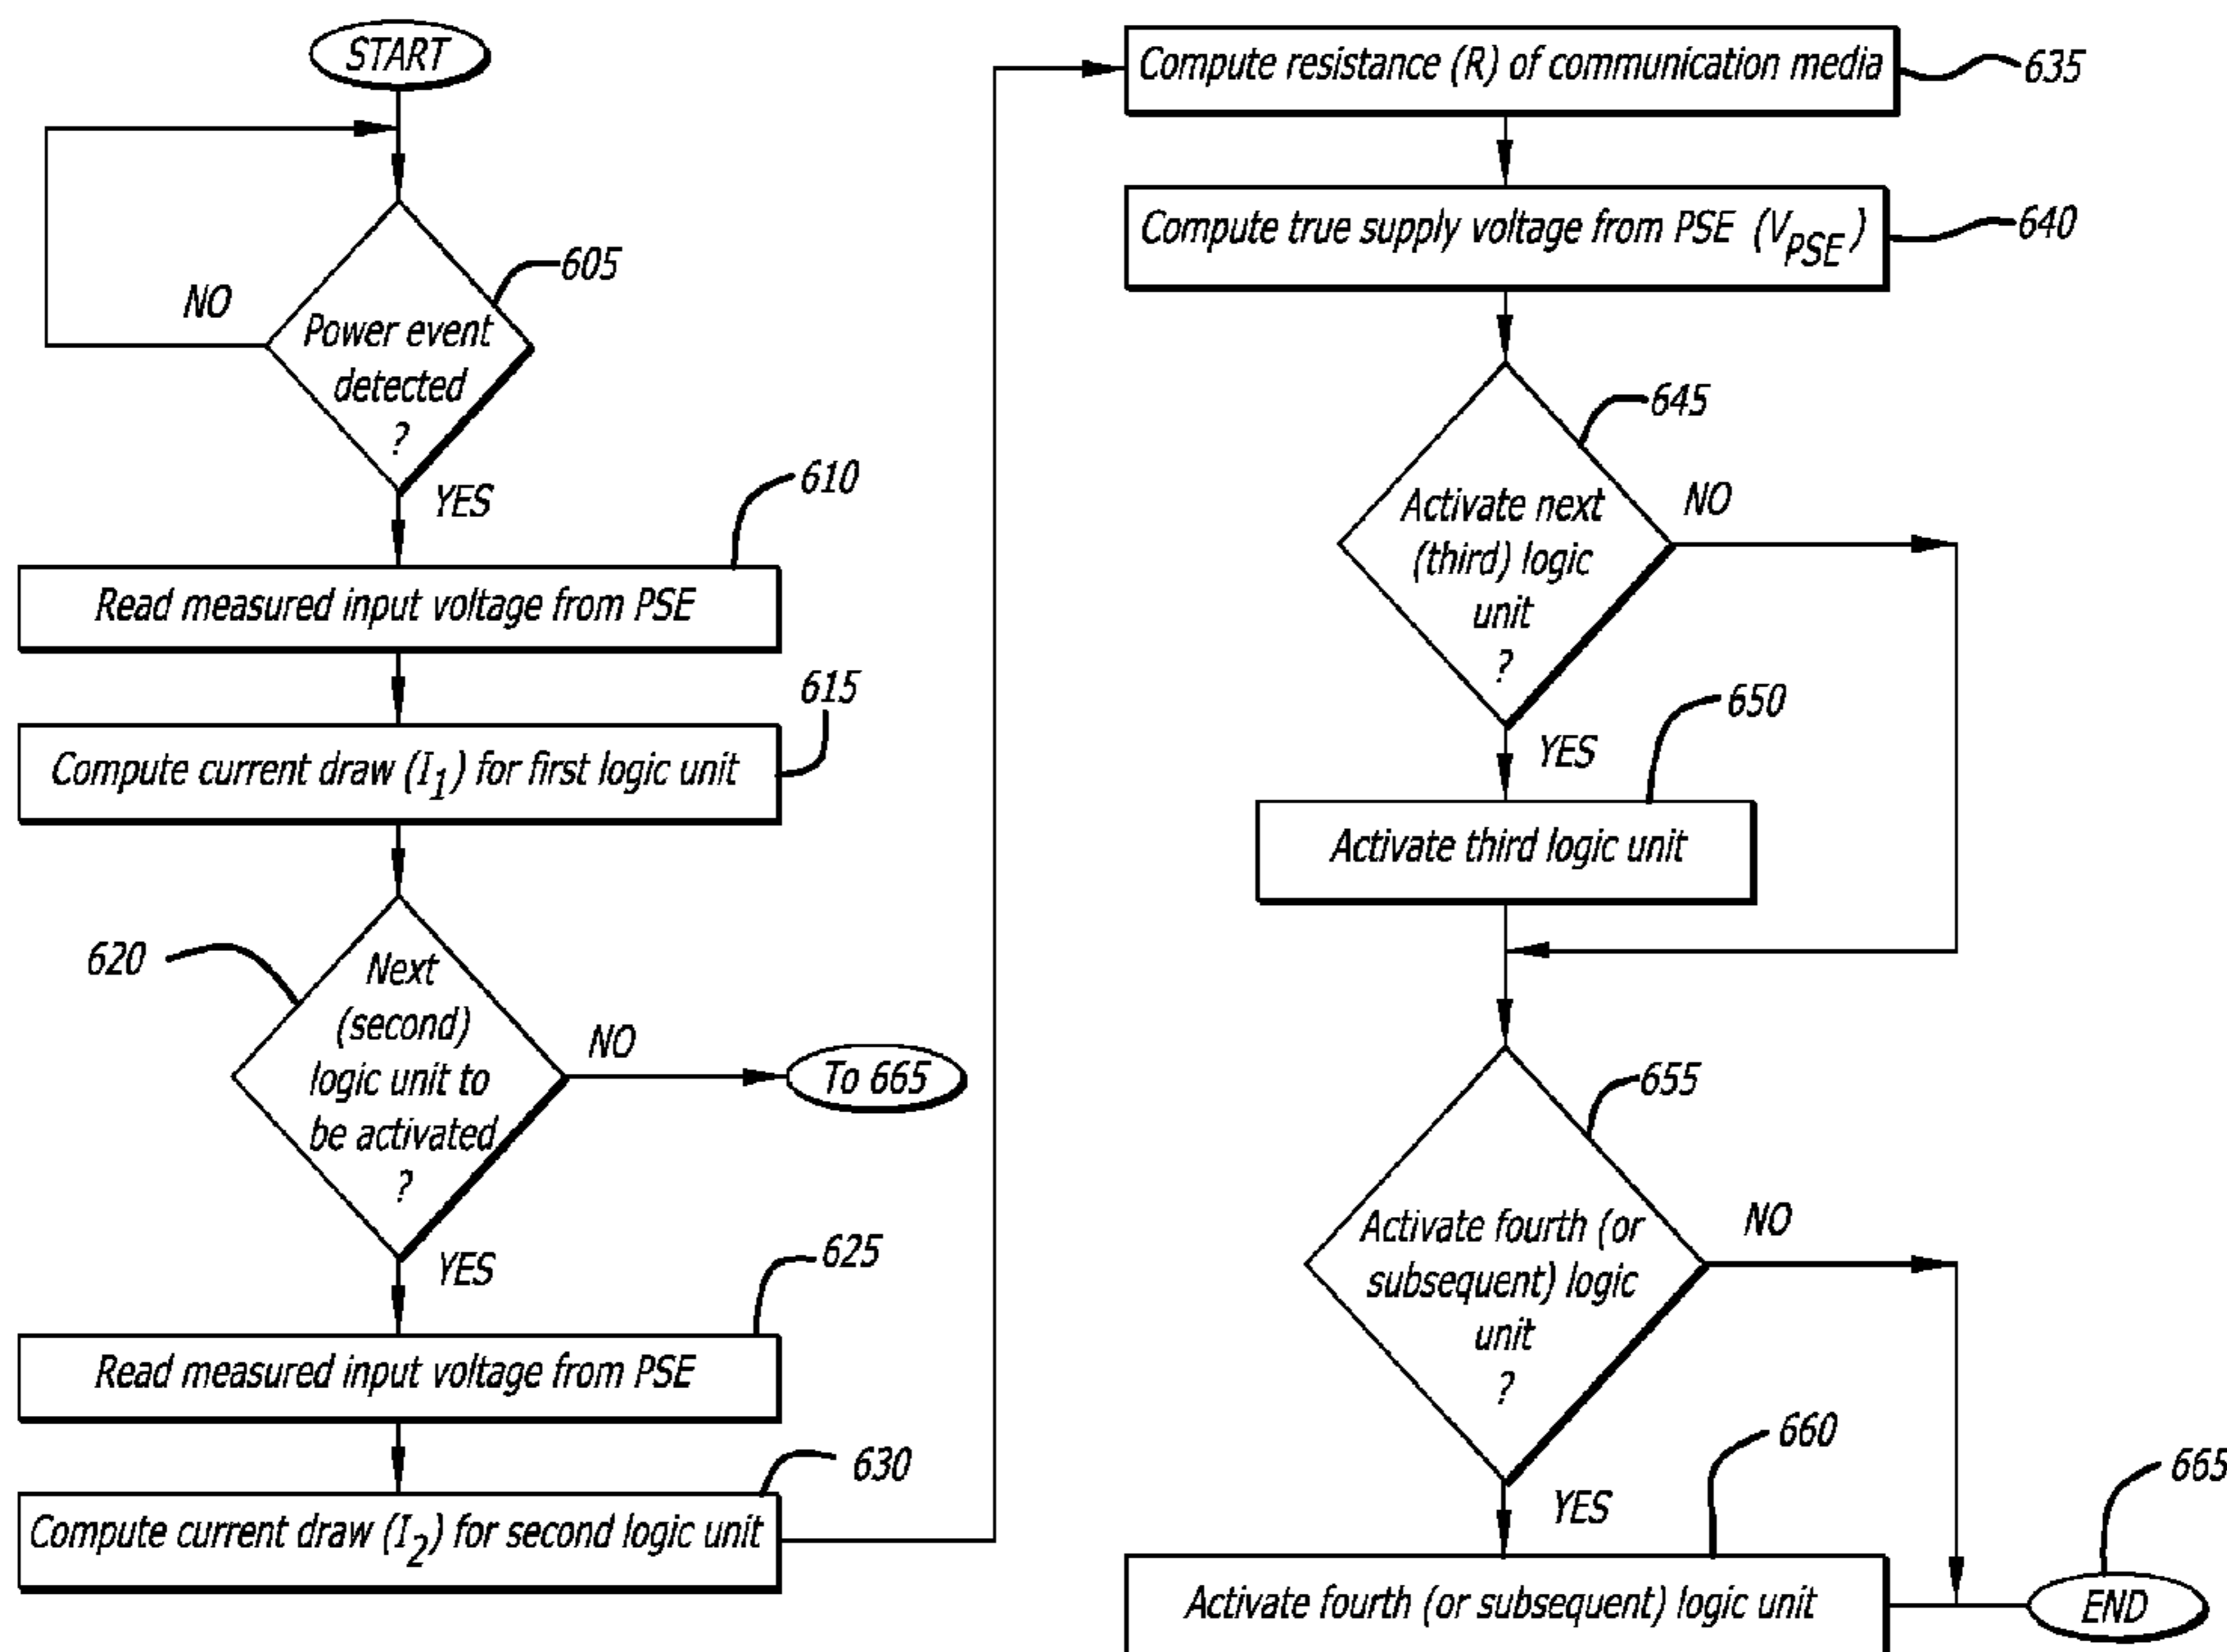 START
605
NO
Power event
detected
?
YES
610
Read measured input voltage from PSE
615
Compute current draw (I1) for first logic unit
620
Next
(second)
logic unit to
be activated
?
NO
To 665
YES
625
Read measured input voltage from PSE
630
Compute current draw (I2) for second logic unit
Compute resistance (R) of communication media
635
Compute true supply voltage from PSE (VPSE)
640
645
Activate next
(third) logic
unit
?
NO
YES
650
Activate third logic unit
655
Activate fourth (or
subsequent) logic
unit
?
NO
YES
660
Activate fourth (or subsequent) logic unit
665
END